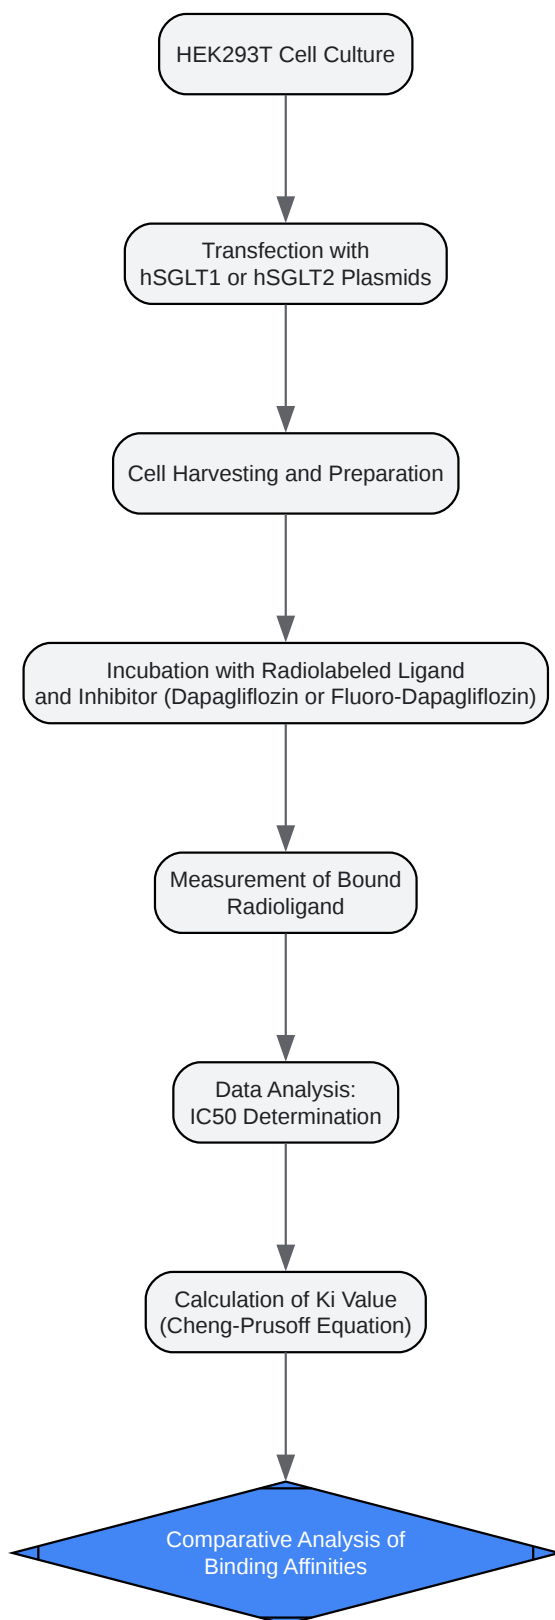 HEK293T Cell Culture
Transfection with
hSGLT1 or hSGLT2 Plasmids
Cell Harvesting and Preparation
Incubation with Radiolabeled Ligand
and Inhibitor (Dapagliflozin or Fluoro-Dapagliflozin)
Measurement of Bound
Radioligand
Data Analysis:
IC50 Determination
Calculation of Ki Value
(Cheng-Prusoff Equation)
Comparative Analysis of
Binding Affinities